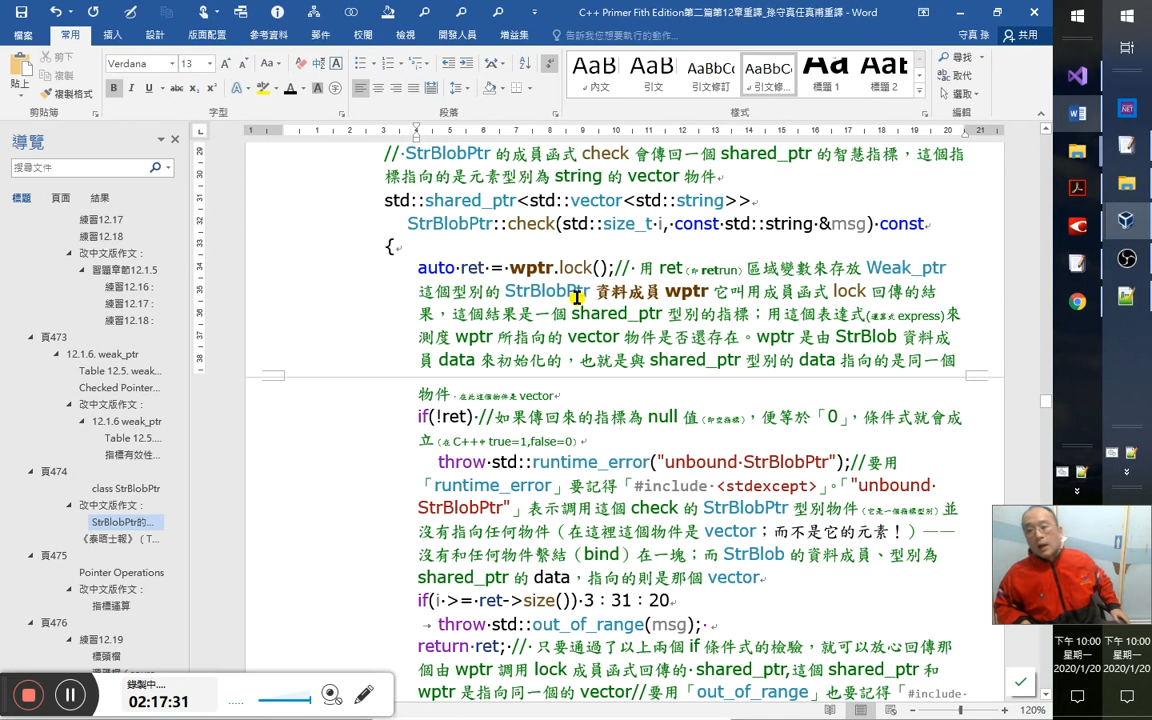 C++ Primer Fith Edition第二篇第12章重譯_孫守真任真甫重譯 - Word
檔案 常用 插入 設計 版面配置 參考資料 郵件 校閱 檢視 開發人員 增益集 告訴我您想要執行的動作... 守真 孫 共用
貼上 剪下 複製 複製格式 剪貼簿
Verdana 13 字型
段落
AaB AaB AaBbC AaBbC AaB AaB
內文 引文 引文修訂 引文修... 標題 1 標題 2
樣式
尋找 取代 選取 編輯
導覽
搜尋文件
標題 頁面 結果
練習12.17
練習12.18
改中文版作文：
習題章節12.1.5
練習12.16：
練習12.17：
練習12.18：
頁473
12.1.6. weak_ptr
Table 12.5. weak...
Checked Pointer...
改中文版作文：
12.1.6 weak_ptr
Table 12.5....
指標有效性...
頁474
class StrBlobPtr
改中文版作文：
StrBlobPtr的...
《泰晤士報》（T...
頁475
Pointer Operations
改中文版作文：
指標運算
頁476
練習12.19
標頭檔
// StrBlobPtr 的成員函式 check 會傳回一個 shared_ptr 的智慧指標，這個指
標指向的是元素型別為 string 的 vector 物件
std::shared_ptr<std::vector<std::string>>
StrBlobPtr::check(std::size_t i, const std::string &msg) const
{
auto ret = wptr.lock();// 用 ret（即 retrun）區域變數來存放 Weak_ptr
這個型別的 StrBlobPtr 資料成員 wptr 它叫用成員函式 lock 回傳的結
果，這個結果是一個 shared_ptr 型別的指標；用這個表達式（運算式 express）來
測度 wptr 所指向的 vector 物件是否還存在。wptr 是由 StrBlob 資料成
員 data 來初始化的，也就是與 shared_ptr 型別的 data 指向的是同一個
物件，在此這個物件是 vector
if(!ret) //如果傳回來的指標為 null 值（即空指標），便等於「0」，條件式就會成
立（在 C++中 true=1,false=0）
throw std::runtime_error("unbound StrBlobPtr");//要用
「runtime_error」要記得「#include <stdexcept>」。「"unbound
StrBlobPtr"」表示調用這個 check 的 StrBlobPtr 型別物件（它是一個指標型別）並
沒有指向任何物件（在這裡這個物件是 vector；而不是它的元素！）——
沒有和任何物件繫結（bind）在一塊；而 StrBlob 的資料成員、型別為
shared_ptr 的 data，指向的則是那個 vector
if(i >= ret->size()) 3：31：20
throw std::out_of_range(msg);
return ret; // 只要通過了以上兩個 if 條件式的檢驗，就可以放心回傳那
個由 wptr 調用 lock 成員函式回傳的 shared_ptr,這個 shared_ptr 和
wptr 是指向同一個的 vector//要用「out_of_range」也要記得「#include
錄製中...
02:17:31
120%
下午 10:00 下午 10:00
星期一 星期一
2020/1/20 2020/1/20